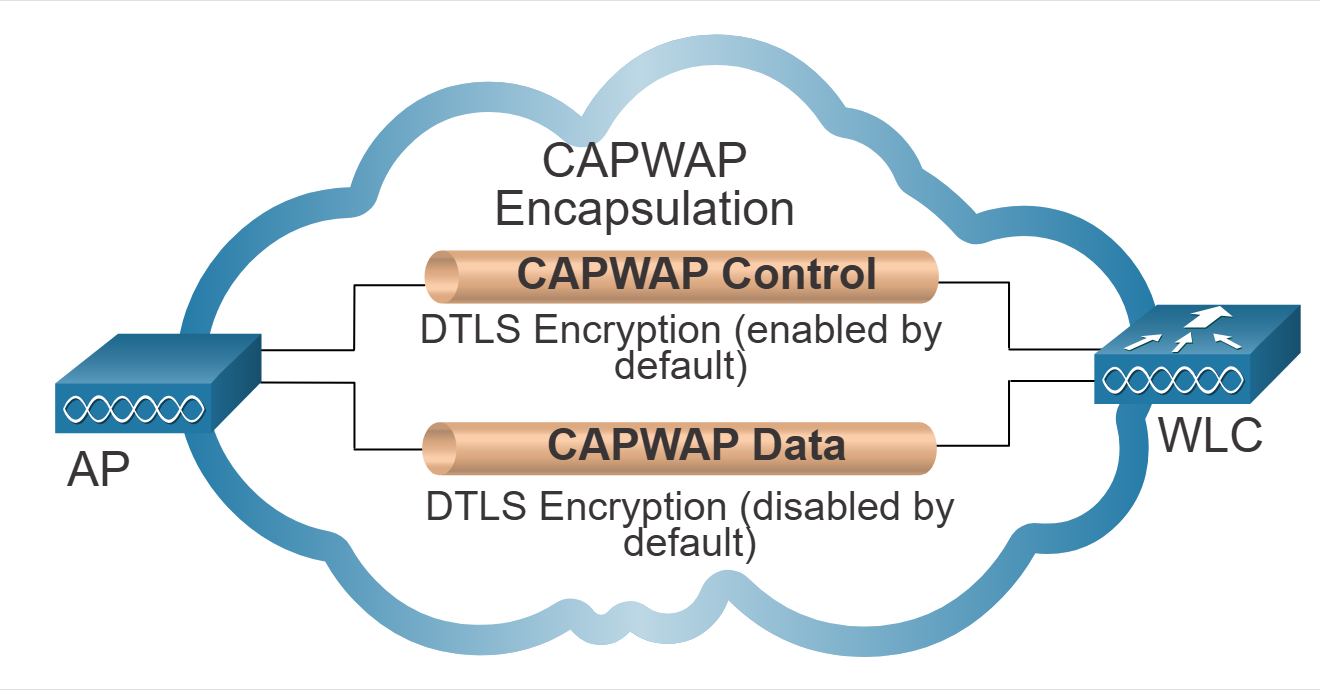 CAPWAP
Encapsulation
CAPWAP Control
DTLS Encryption (enabled by
default)
CAPWAP Data
DTLS Encryption (disabled by
default)
AP
WLC